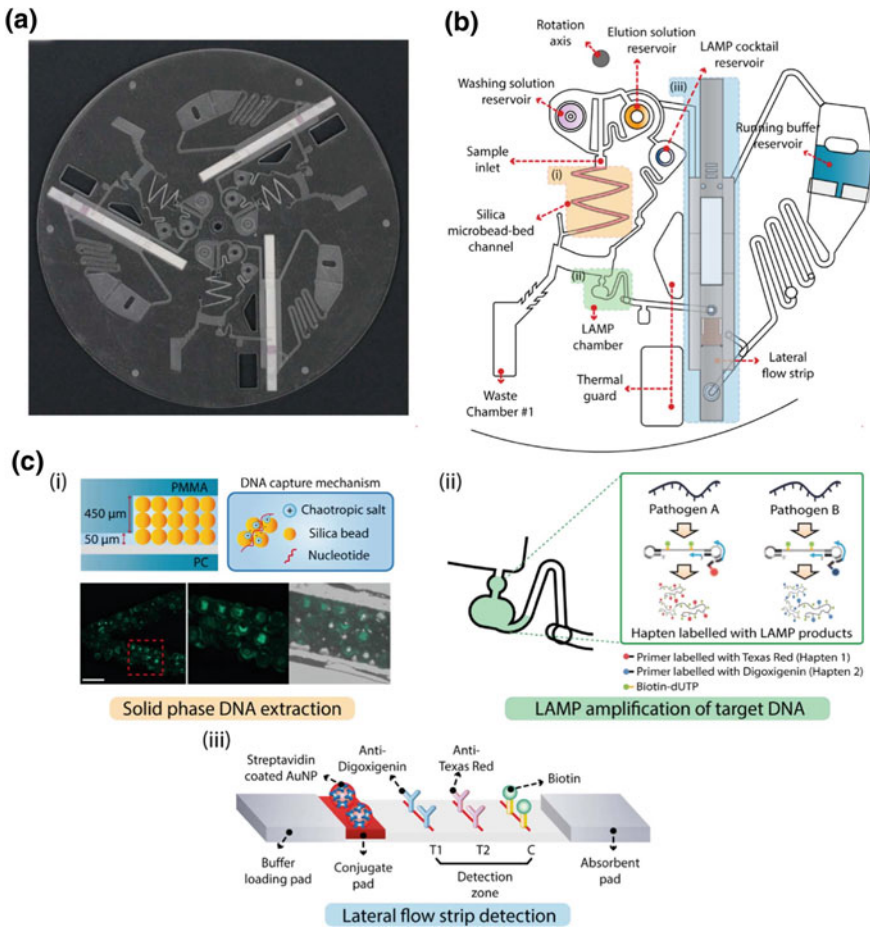 (a)
(b)
Rotation
axis
Elution solution
reservoir
LAMP cocktail
reservoir
Washing solution
reservoir
(iii)
Running buffer
reservoir
Sample
inlet
(i)
Silica
microbead-bed
channel
(ii)
LAMP
chamber
Thermal
guard
Lateral
flow strip
Waste
Chamber #1
(c)
(i)
PMMA
450 μm
50 μm
PC
DNA capture mechanism
Chaotropic salt
Silica bead
Nucleotide
Solid phase DNA extraction
(ii)
Pathogen A
Pathogen B
Hapten labelled with LAMP products
Primer labelled with Texas Red (Hapten 1)
Primer labelled with Digoxigenin (Hapten 2)
Biotin-dUTP
LAMP amplification of target DNA
(iii)
Streptavidin
coated AuNP
Anti-
Digoxigenin
Anti-
Texas Red
Biotin
Buffer
loading pad
Conjugate
pad
T1
T2
C
Detection
zone
Absorbent
pad
Lateral flow strip detection